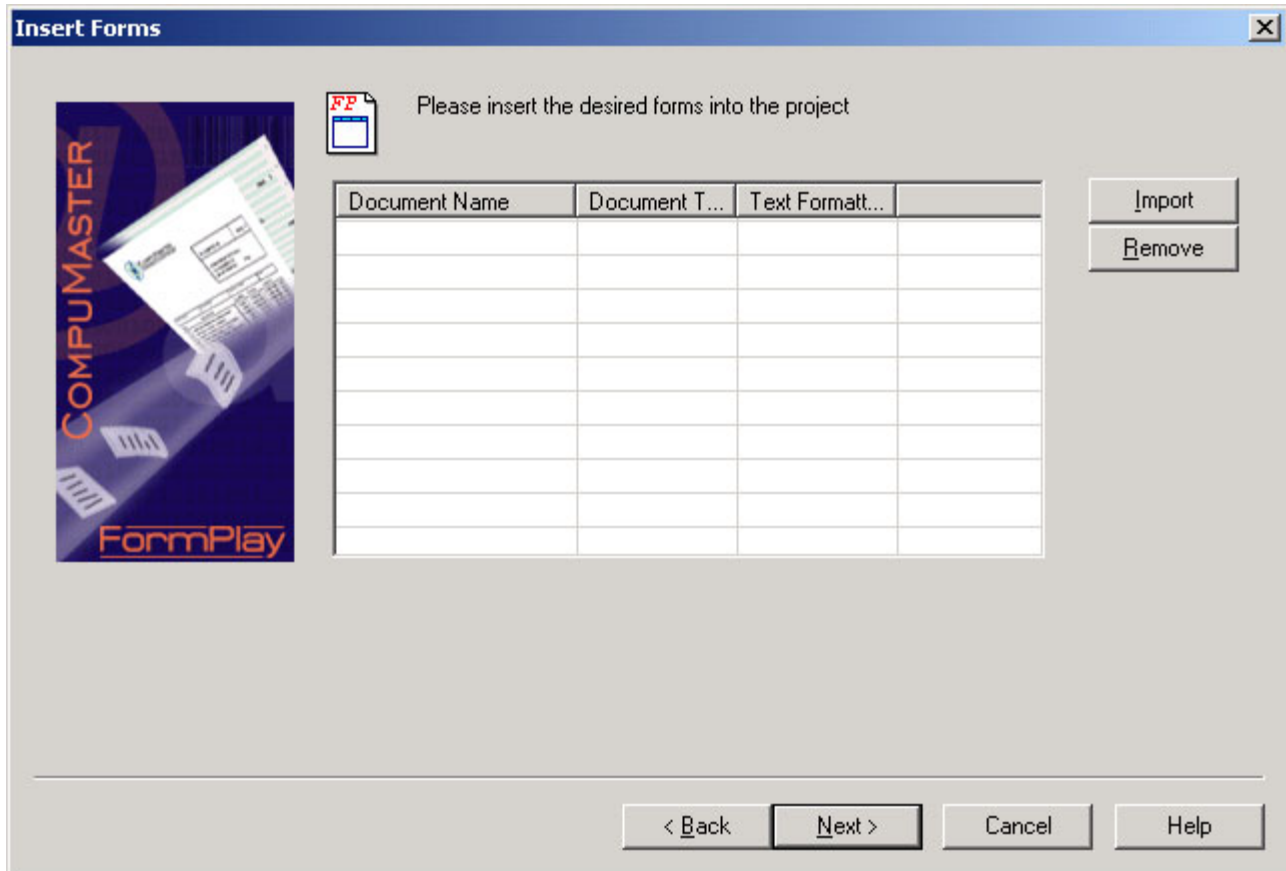 Insert Forms
COMPUMASTER
FormPlay
FP
Please insert the desired forms into the project
Document Name Document T... Text Formatt...
Import
Remove
< Back Next > Cancel Help